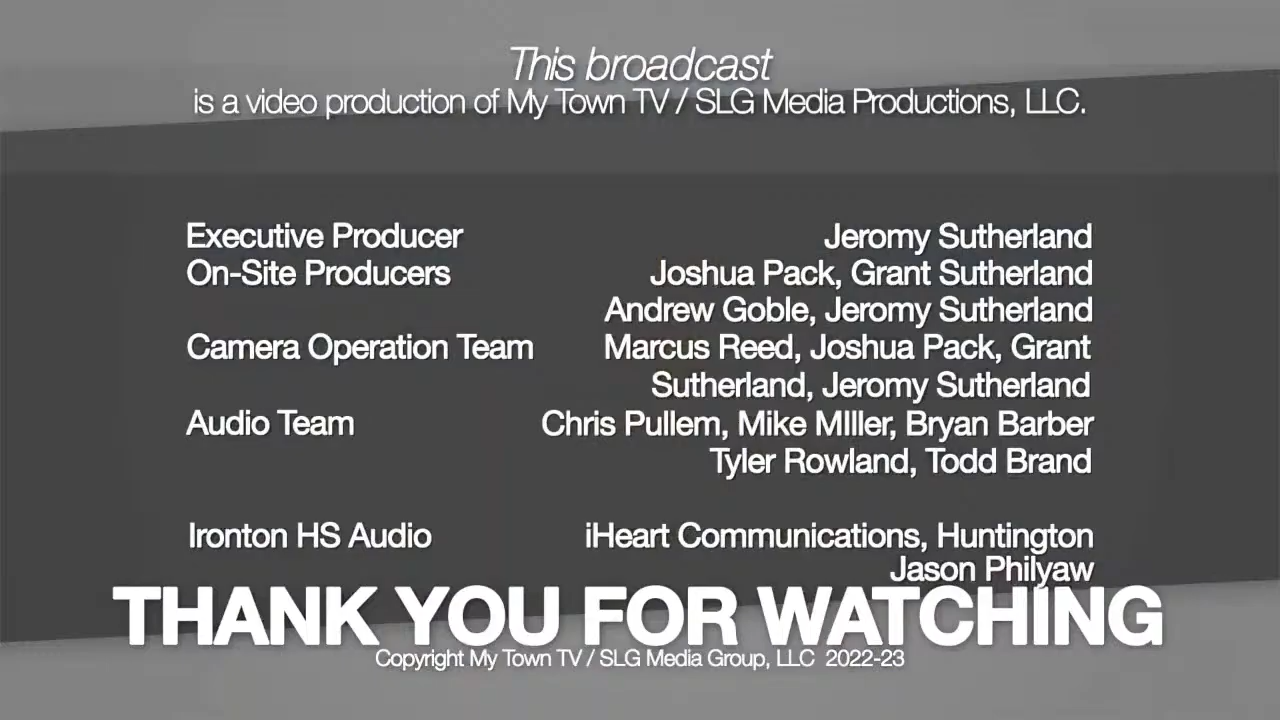 This broadcast
is a video production of My Town TV / SLG Media Productions, LLC.
Executive Producer Jeromy Sutherland
On-Site Producers Joshua Pack, Grant Sutherland
Andrew Goble, Jeromy Sutherland
Camera Operation Team Marcus Reed, Joshua Pack, Grant
Sutherland, Jeromy Sutherland
Audio Team Chris Pullem, Mike MIller, Bryan Barber
Tyler Rowland, Todd Brand
Ironton HS Audio iHeart Communications, Huntington
Jason Philyaw
THANK YOU FOR WATCHING
Copyright My Town TV / SLG Media Group, LLC 2022-23